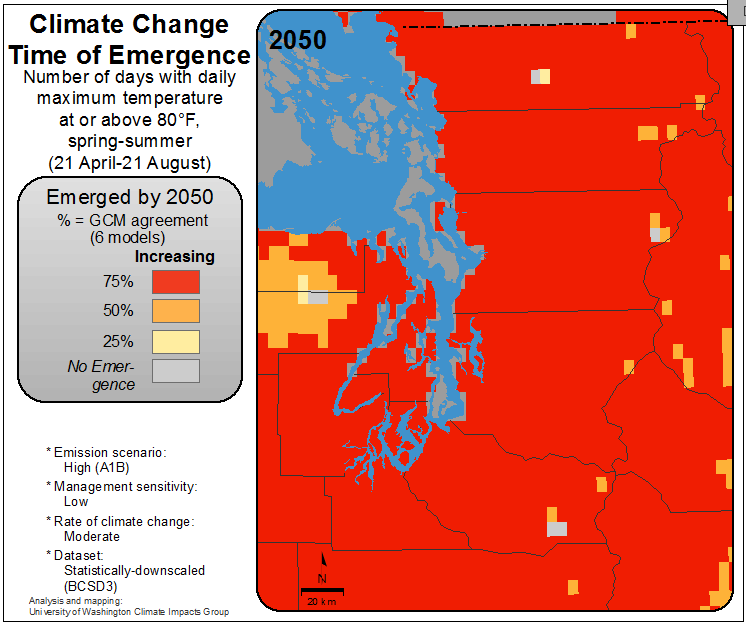 Climate Change
Time of Emergence
Number of days with daily
maximum temperature
at or above 80°F,
spring-summer
(21 April-21 August)
Emerged by 2050
% = GCM agreement
(6 models)
Increasing
75%
50%
25%
No Emer-
gence
* Emission scenario:
High (A1B)
* Management sensitivity:
Low
* Rate of climate change:
Moderate
* Dataset:
Statistically-downscaled
(BCSD3)
Analysis and mapping:
University of Washington Climate Impacts Group
2050
N
20 km